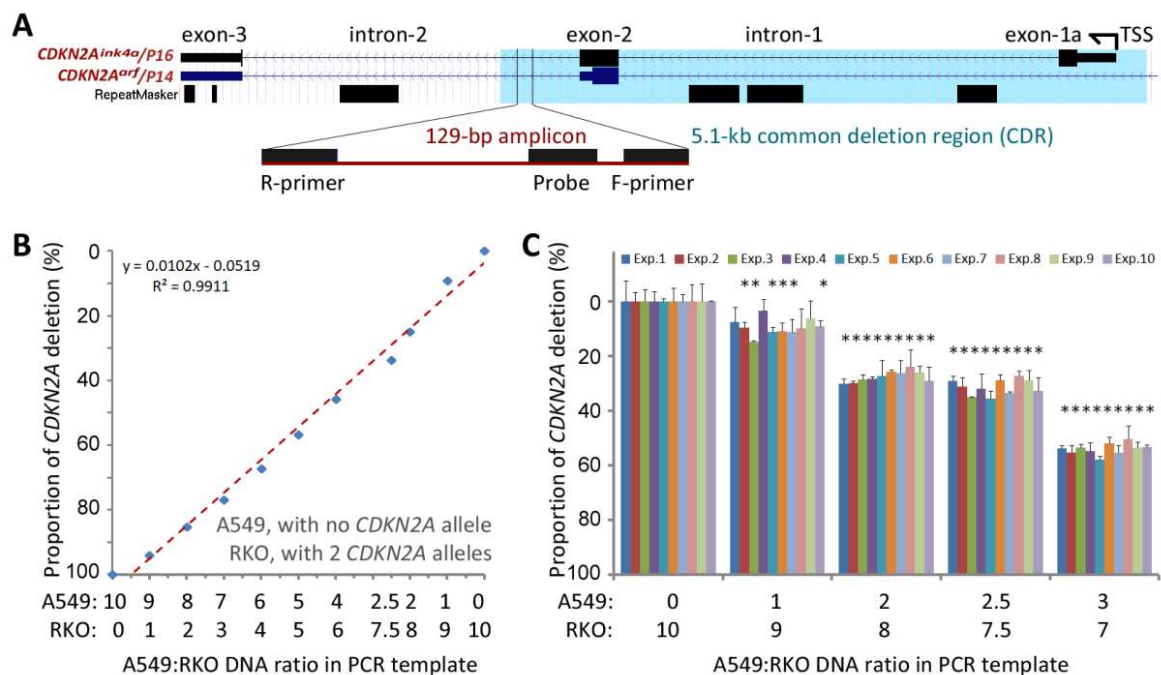 A
exon-3 intron-2 exon-2 intron-1 exon-1a TSS
CDKN2Aink4a/P16
CDKN2Aarf/P14
RepeatMasker
129-bp amplicon 5.1-kb common deletion region (CDR)
R-primer Probe F-primer
B
Proportion of CDKN2A deletion (%)
0
20
40
60
80
100
y = 0.0102x - 0.0519
R² = 0.9911
A549, with no CDKN2A allele
RKO, with 2 CDKN2A alleles
A549: 10 9 8 7 6 5 4 2.5 2 1 0
RKO: 0 1 2 3 4 5 6 7.5 8 9 10
A549:RKO DNA ratio in PCR template
C
Exp.1 Exp.2 Exp.3 Exp.4 Exp.5 Exp.6 Exp.7 Exp.8 Exp.9 Exp.10
** *** *
**********
**********
**********
Proportion of CDKN2A deletion (%)
0
20
40
60
80
100
A549: 0 1 2 2.5 3
RKO: 10 9 8 7.5 7
A549:RKO DNA ratio in PCR template